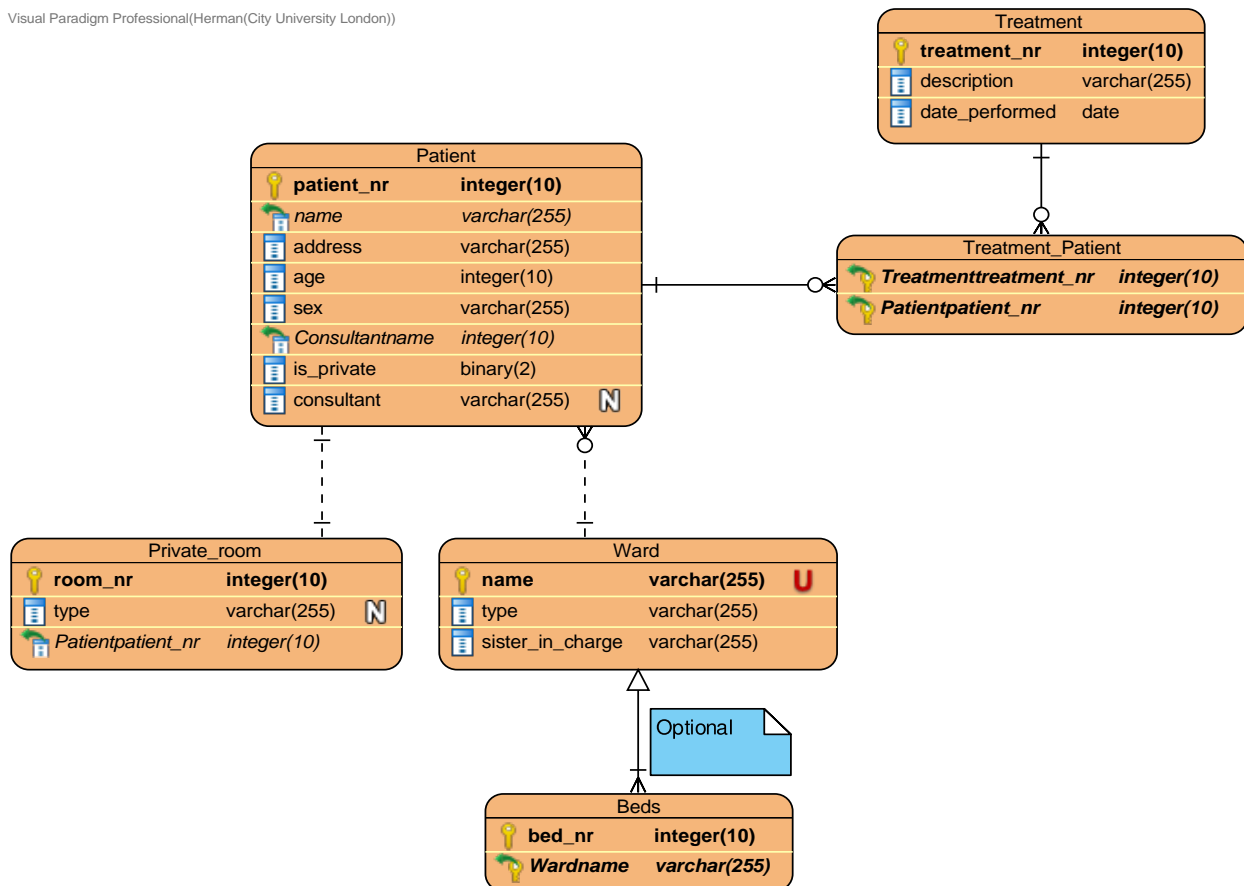 Visual Paradigm Professional(Herman(City University London))
Treatment
treatment_nr integer(10)
description varchar(255)
date_performed date
Patient
patient_nr integer(10)
name varchar(255)
address varchar(255)
age integer(10)
sex varchar(255)
Consultantname integer(10)
is_private binary(2)
consultant varchar(255) N
Treatment_Patient
Treatmenttreatment_nr integer(10)
Patientpatient_nr integer(10)
Private_room
room_nr integer(10)
type varchar(255) N
Patientpatient_nr integer(10)
Ward
name varchar(255) U
type varchar(255)
sister_in_charge varchar(255)
Optional
Beds
bed_nr integer(10)
Wardname varchar(255)